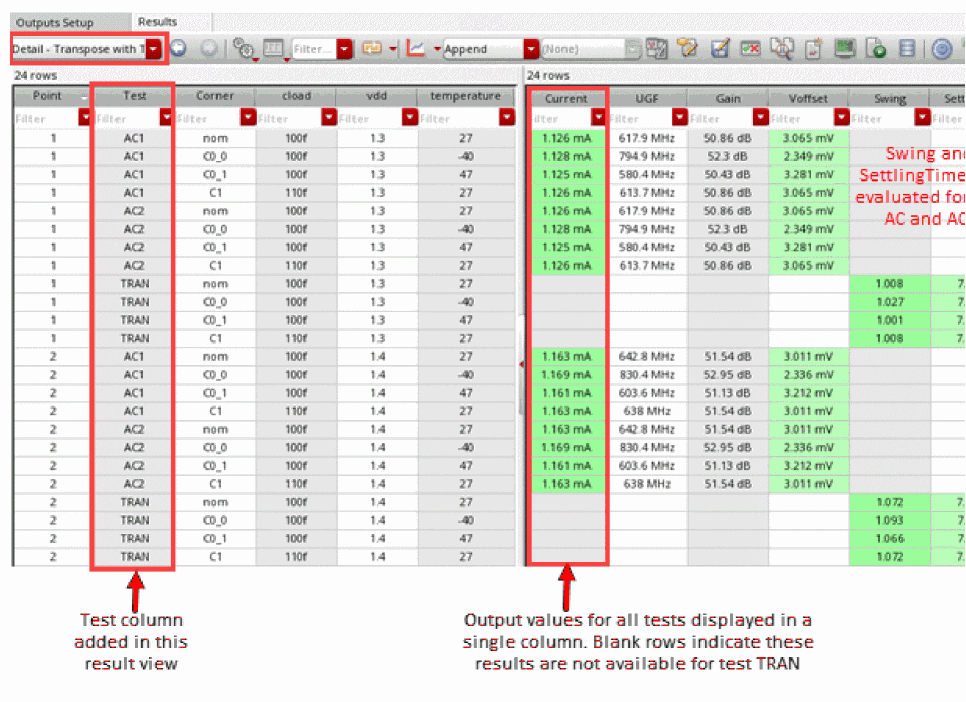 Outputs Setup Results
Detail - Transpose with T Filter... Append (None)
24 rows 24 rows
Point Test Corner cload vdd temperature Current UGF Gain Voffset Swing Sett
Filter Filter Filter Filter Filter Filter ilter Filter Filter Filter Filter Filter
1 AC1 nom 100f 1.3 27 1.126 mA 617.9 MHz 50.86 dB 3.065 mV
1 AC1 C0_0 100f 1.3 -40 1.128 mA 794.9 MHz 52.3 dB 2.349 mV
1 AC1 C0_1 100f 1.3 47 1.125 mA 580.4 MHz 50.43 dB 3.281 mV
1 AC1 C1 110f 1.3 27 1.126 mA 613.7 MHz 50.86 dB 3.065 mV
1 AC2 nom 100f 1.3 27 1.126 mA 617.9 MHz 50.86 dB 3.065 mV
1 AC2 C0_0 100f 1.3 -40 1.128 mA 794.9 MHz 52.3 dB 2.349 mV
1 AC2 C0_1 100f 1.3 47 1.125 mA 580.4 MHz 50.43 dB 3.281 mV
1 AC2 C1 110f 1.3 27 1.126 mA 613.7 MHz 50.86 dB 3.065 mV
Swing and
SettlingTime
evaluated for
AC and AC
1 TRAN nom 100f 1.3 27 1.008 7.
1 TRAN C0_0 100f 1.3 -40 1.027 7.
1 TRAN C0_1 100f 1.3 47 1.001 7.
1 TRAN C1 110f 1.3 27 1.008 7.
2 AC1 nom 100f 1.4 27 1.163 mA 642.8 MHz 51.54 dB 3.011 mV
2 AC1 C0_0 100f 1.4 -40 1.169 mA 830.4 MHz 52.95 dB 2.336 mV
2 AC1 C0_1 100f 1.4 47 1.161 mA 603.6 MHz 51.13 dB 3.212 mV
2 AC1 C1 110f 1.4 27 1.163 mA 638 MHz 51.54 dB 3.011 mV
2 AC2 nom 100f 1.4 27 1.163 mA 642.8 MHz 51.54 dB 3.011 mV
2 AC2 C0_0 100f 1.4 -40 1.169 mA 830.4 MHz 52.95 dB 2.336 mV
2 AC2 C0_1 100f 1.4 47 1.161 mA 603.6 MHz 51.13 dB 3.212 mV
2 AC2 C1 110f 1.4 27 1.163 mA 638 MHz 51.54 dB 3.011 mV
2 TRAN nom 100f 1.4 27 1.072 7.
2 TRAN C0_0 100f 1.4 -40 1.093 7.
2 TRAN C0_1 100f 1.4 47 1.066 7.
2 TRAN C1 110f 1.4 27 1.072 7.
Test column
added in this
result view
Output values for all tests displayed in a
single column. Blank rows indicate these
results are not available for test TRAN